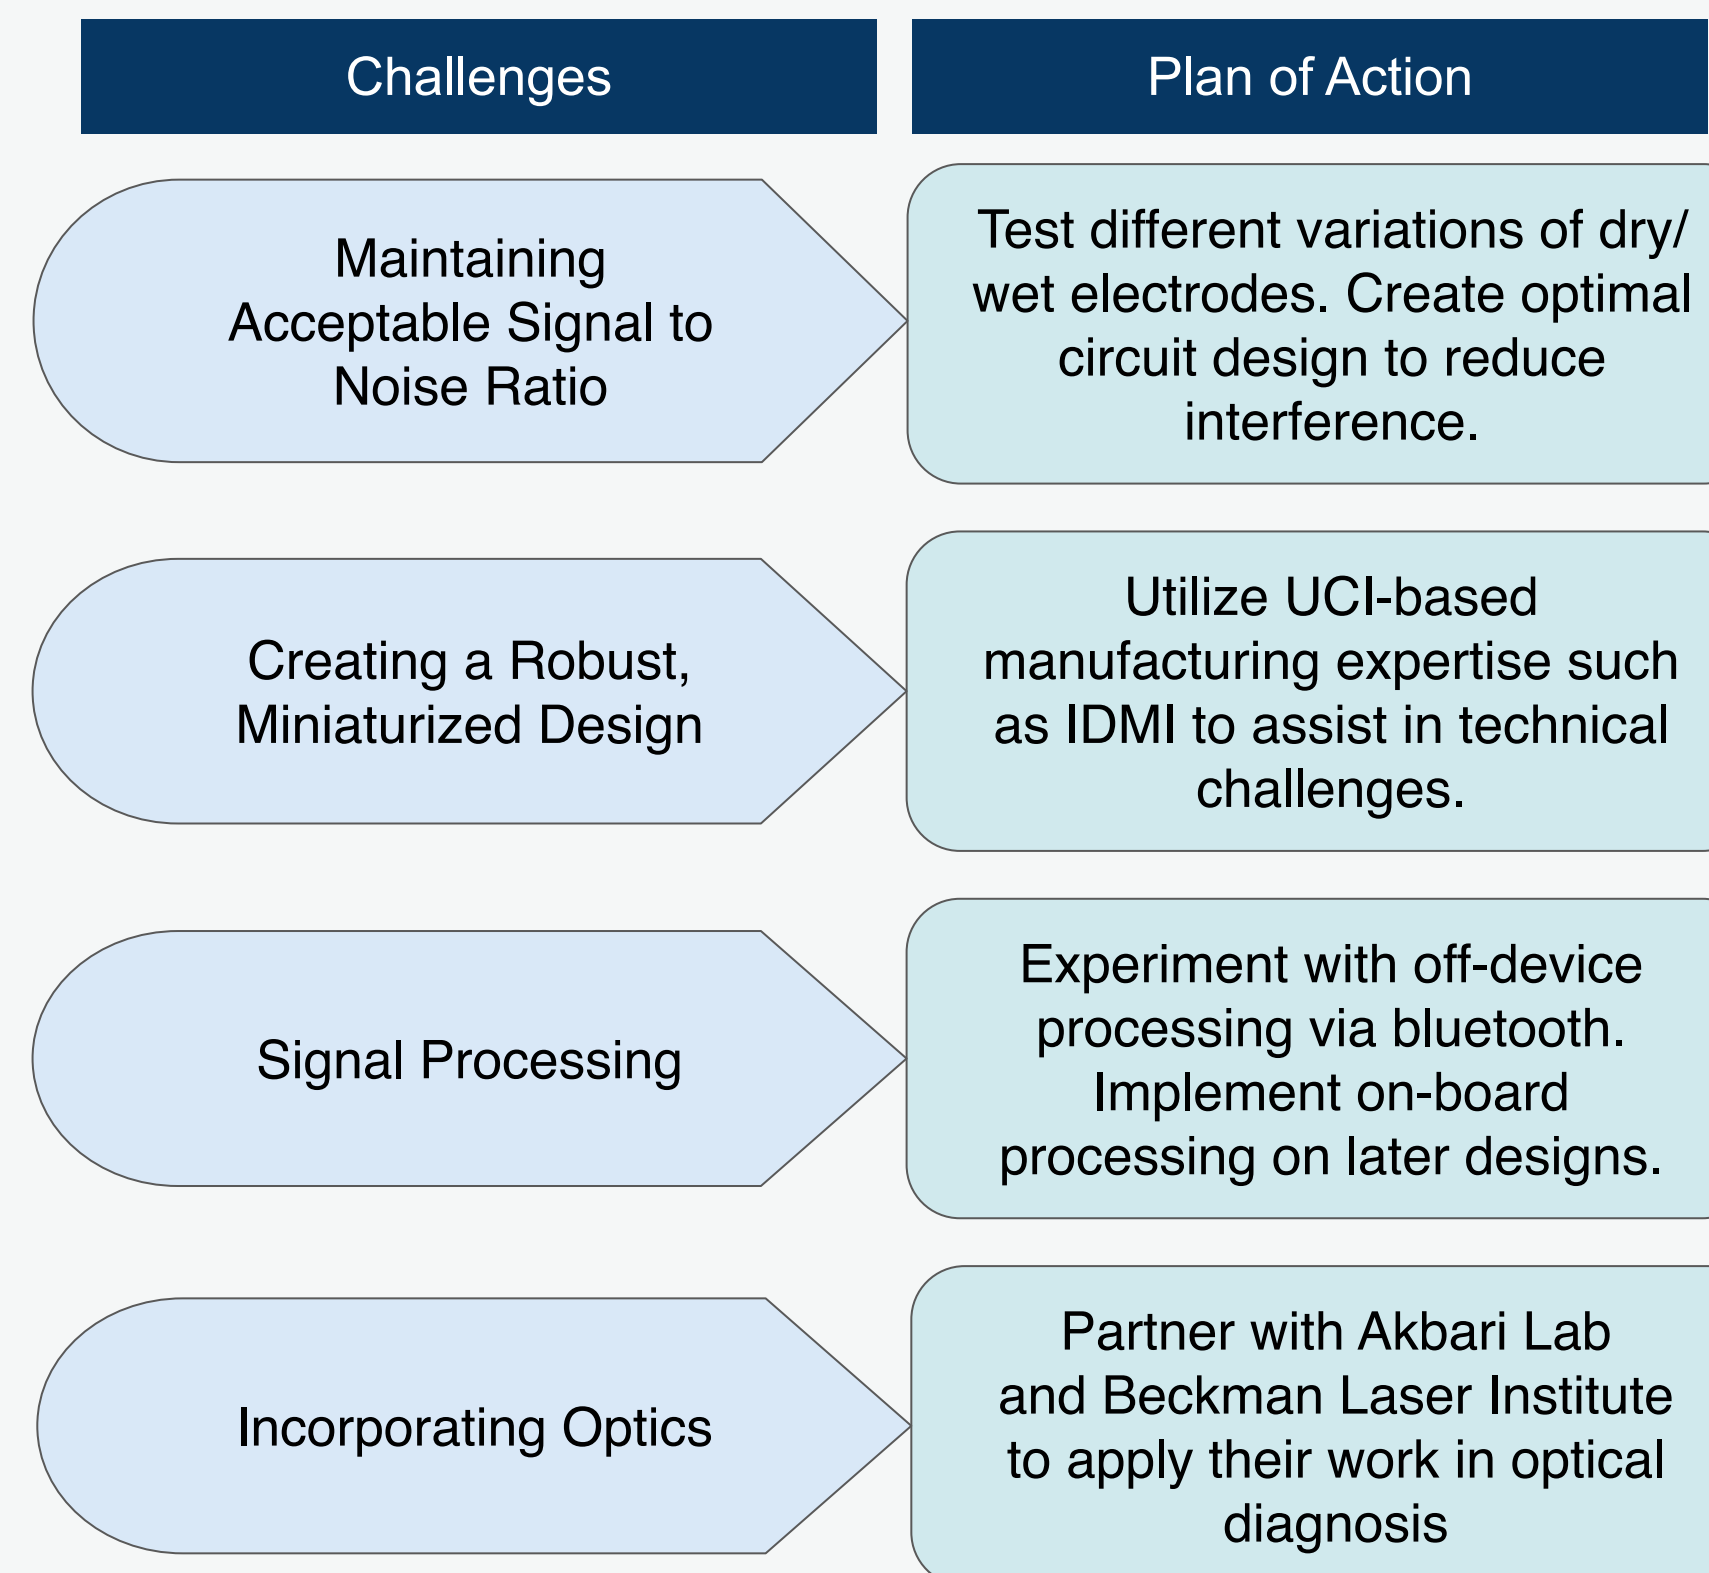 Challenges
Plan of Action
Maintaining
Acceptable Signal to
Noise Ratio
Test different variations of dry/
wet electrodes. Create optimal
circuit design to reduce
interference.
Creating a Robust,
Miniaturized Design
Utilize UCI-based
manufacturing expertise such
as IDMI to assist in technical
challenges.
Signal Processing
Experiment with off-device
processing via bluetooth.
Implement on-board
processing on later designs.
Incorporating Optics
Partner with Akbari Lab
and Beckman Laser Institute
to apply their work in optical
diagnosis